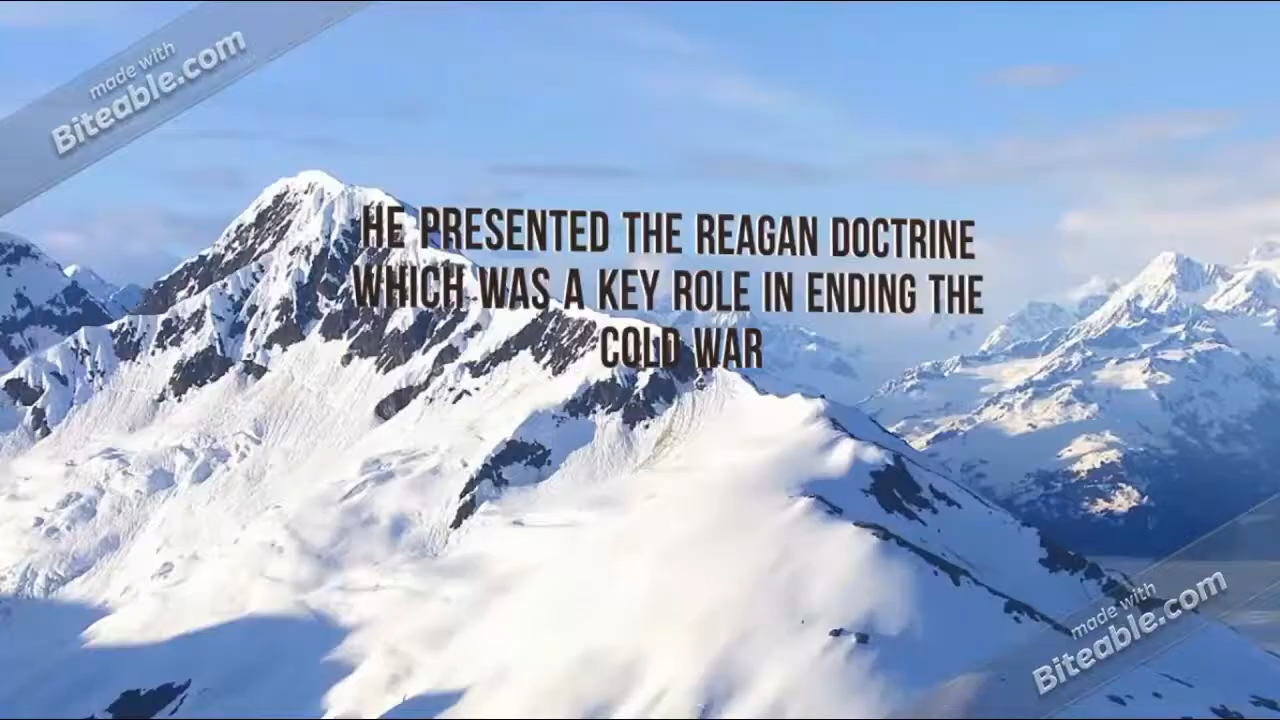 made with
Biteable.com
HE PRESENTED THE REAGAN DOCTRINE
WHICH WAS A KEY ROLE IN ENDING THE
COLD WAR
made with
Biteable.com